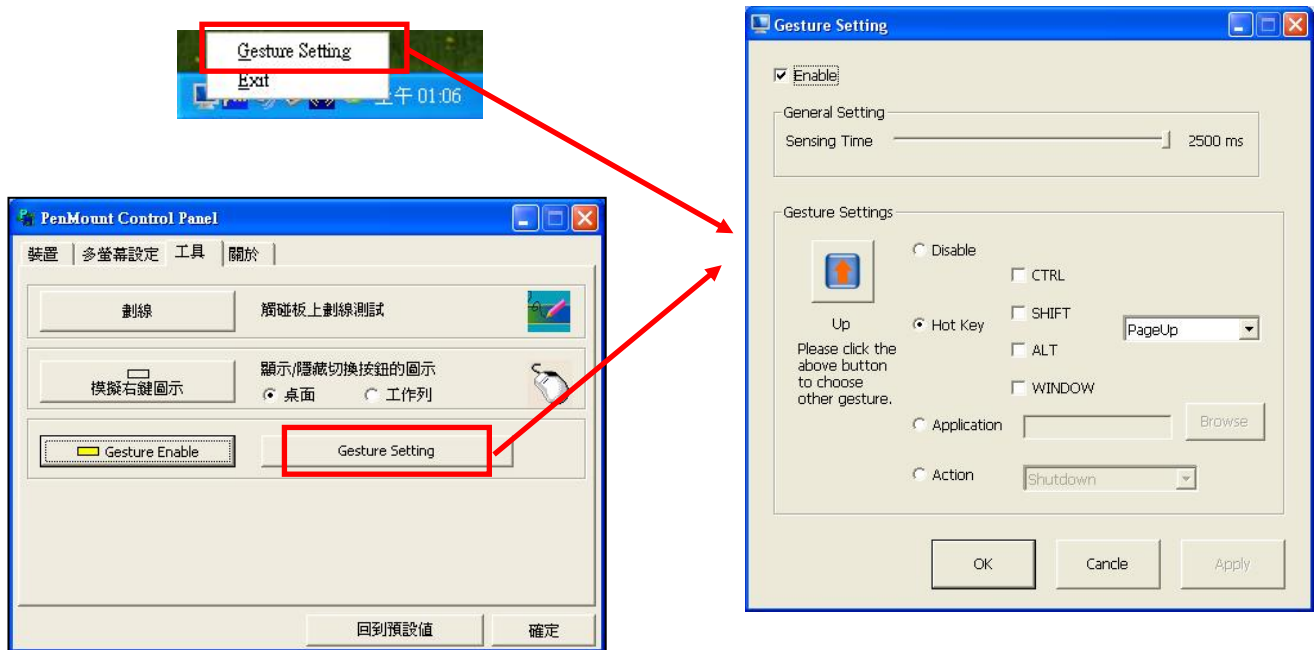 Gesture Setting
Exit
上午 01:06
PenMount Control Panel
裝置
多螢幕設定
工具
關於
劃線
觸碰板上劃線測試
模擬右鍵圖示
顯示/隱藏切換按鈕的圖示
桌面
工作列
Gesture Enable
Gesture Setting
回到預設值
確定
Gesture Setting
Enable
General Setting
Sensing Time
2500 ms
Gesture Settings
Up
Please click the
above button
to choose
other gesture.
Disable
Hot Key
CTRL
SHIFT
ALT
WINDOW
PageUp
Application
Browse
Action
Shutdown
OK
Cancle
Apply